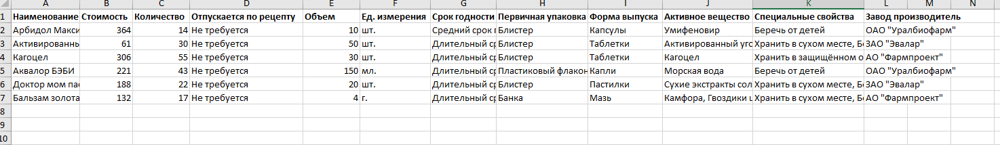 A B C D E F G H I J K L M N
1 Наименование Стоимость Количество Отпускается по рецепту Объем Ед. измерения Срок годности Первичная упаковка Форма выпуска Активное вещество Специальные свойства Завод производитель
2 Арбидол Макси 364 14 Не требуется 10 шт. Средний срок г Блистер Капсулы Умифеновир Беречь от детей ОАО "Уралбиофарм"
3 Активированнь 61 30 Не требуется 50 шт. Длительный ср Блистер Таблетки Активированный уго Хранить в сухом месте, Бе ЗАО "Эвалар"
4 Кагоцел 306 55 Не требуется 30 шт. Длительный ср Блистер Таблетки Кагоцел Хранить в защищённом о АО "Фармпроект"
5 Аквалор БЭБИ 221 43 Не требуется 150 мл. Длительный ср Пластиковый флакон Капли Морская вода Беречь от детей ОАО "Уралбиофарм"
6 Доктор мом пас 188 22 Не требуется 20 шт. Длительный ср Блистер Пастилки Сухие экстракты сол Хранить в сухом месте, Бе ЗАО "Эвалар"
7 Бальзам золота 132 17 Не требуется 4 г. Длительный ср Банка Мазь Камфора, Гвоздики ц Хранить в сухом месте, Бе АО "Фармпроект"
8
9
10